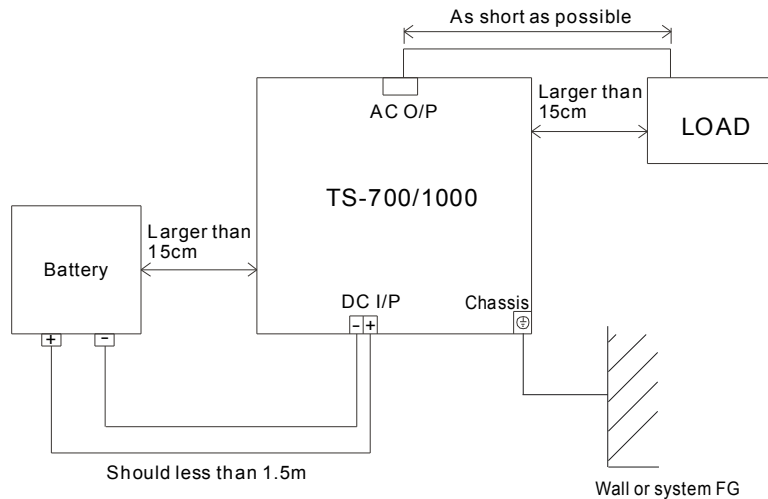 As short as possible
AC O/P
Larger than
15cm
LOAD
TS-700/1000
Larger than
15cm
Battery
DC I/P
Chassis
+
-
-
+
Should less than 1.5m
Wall or system FG